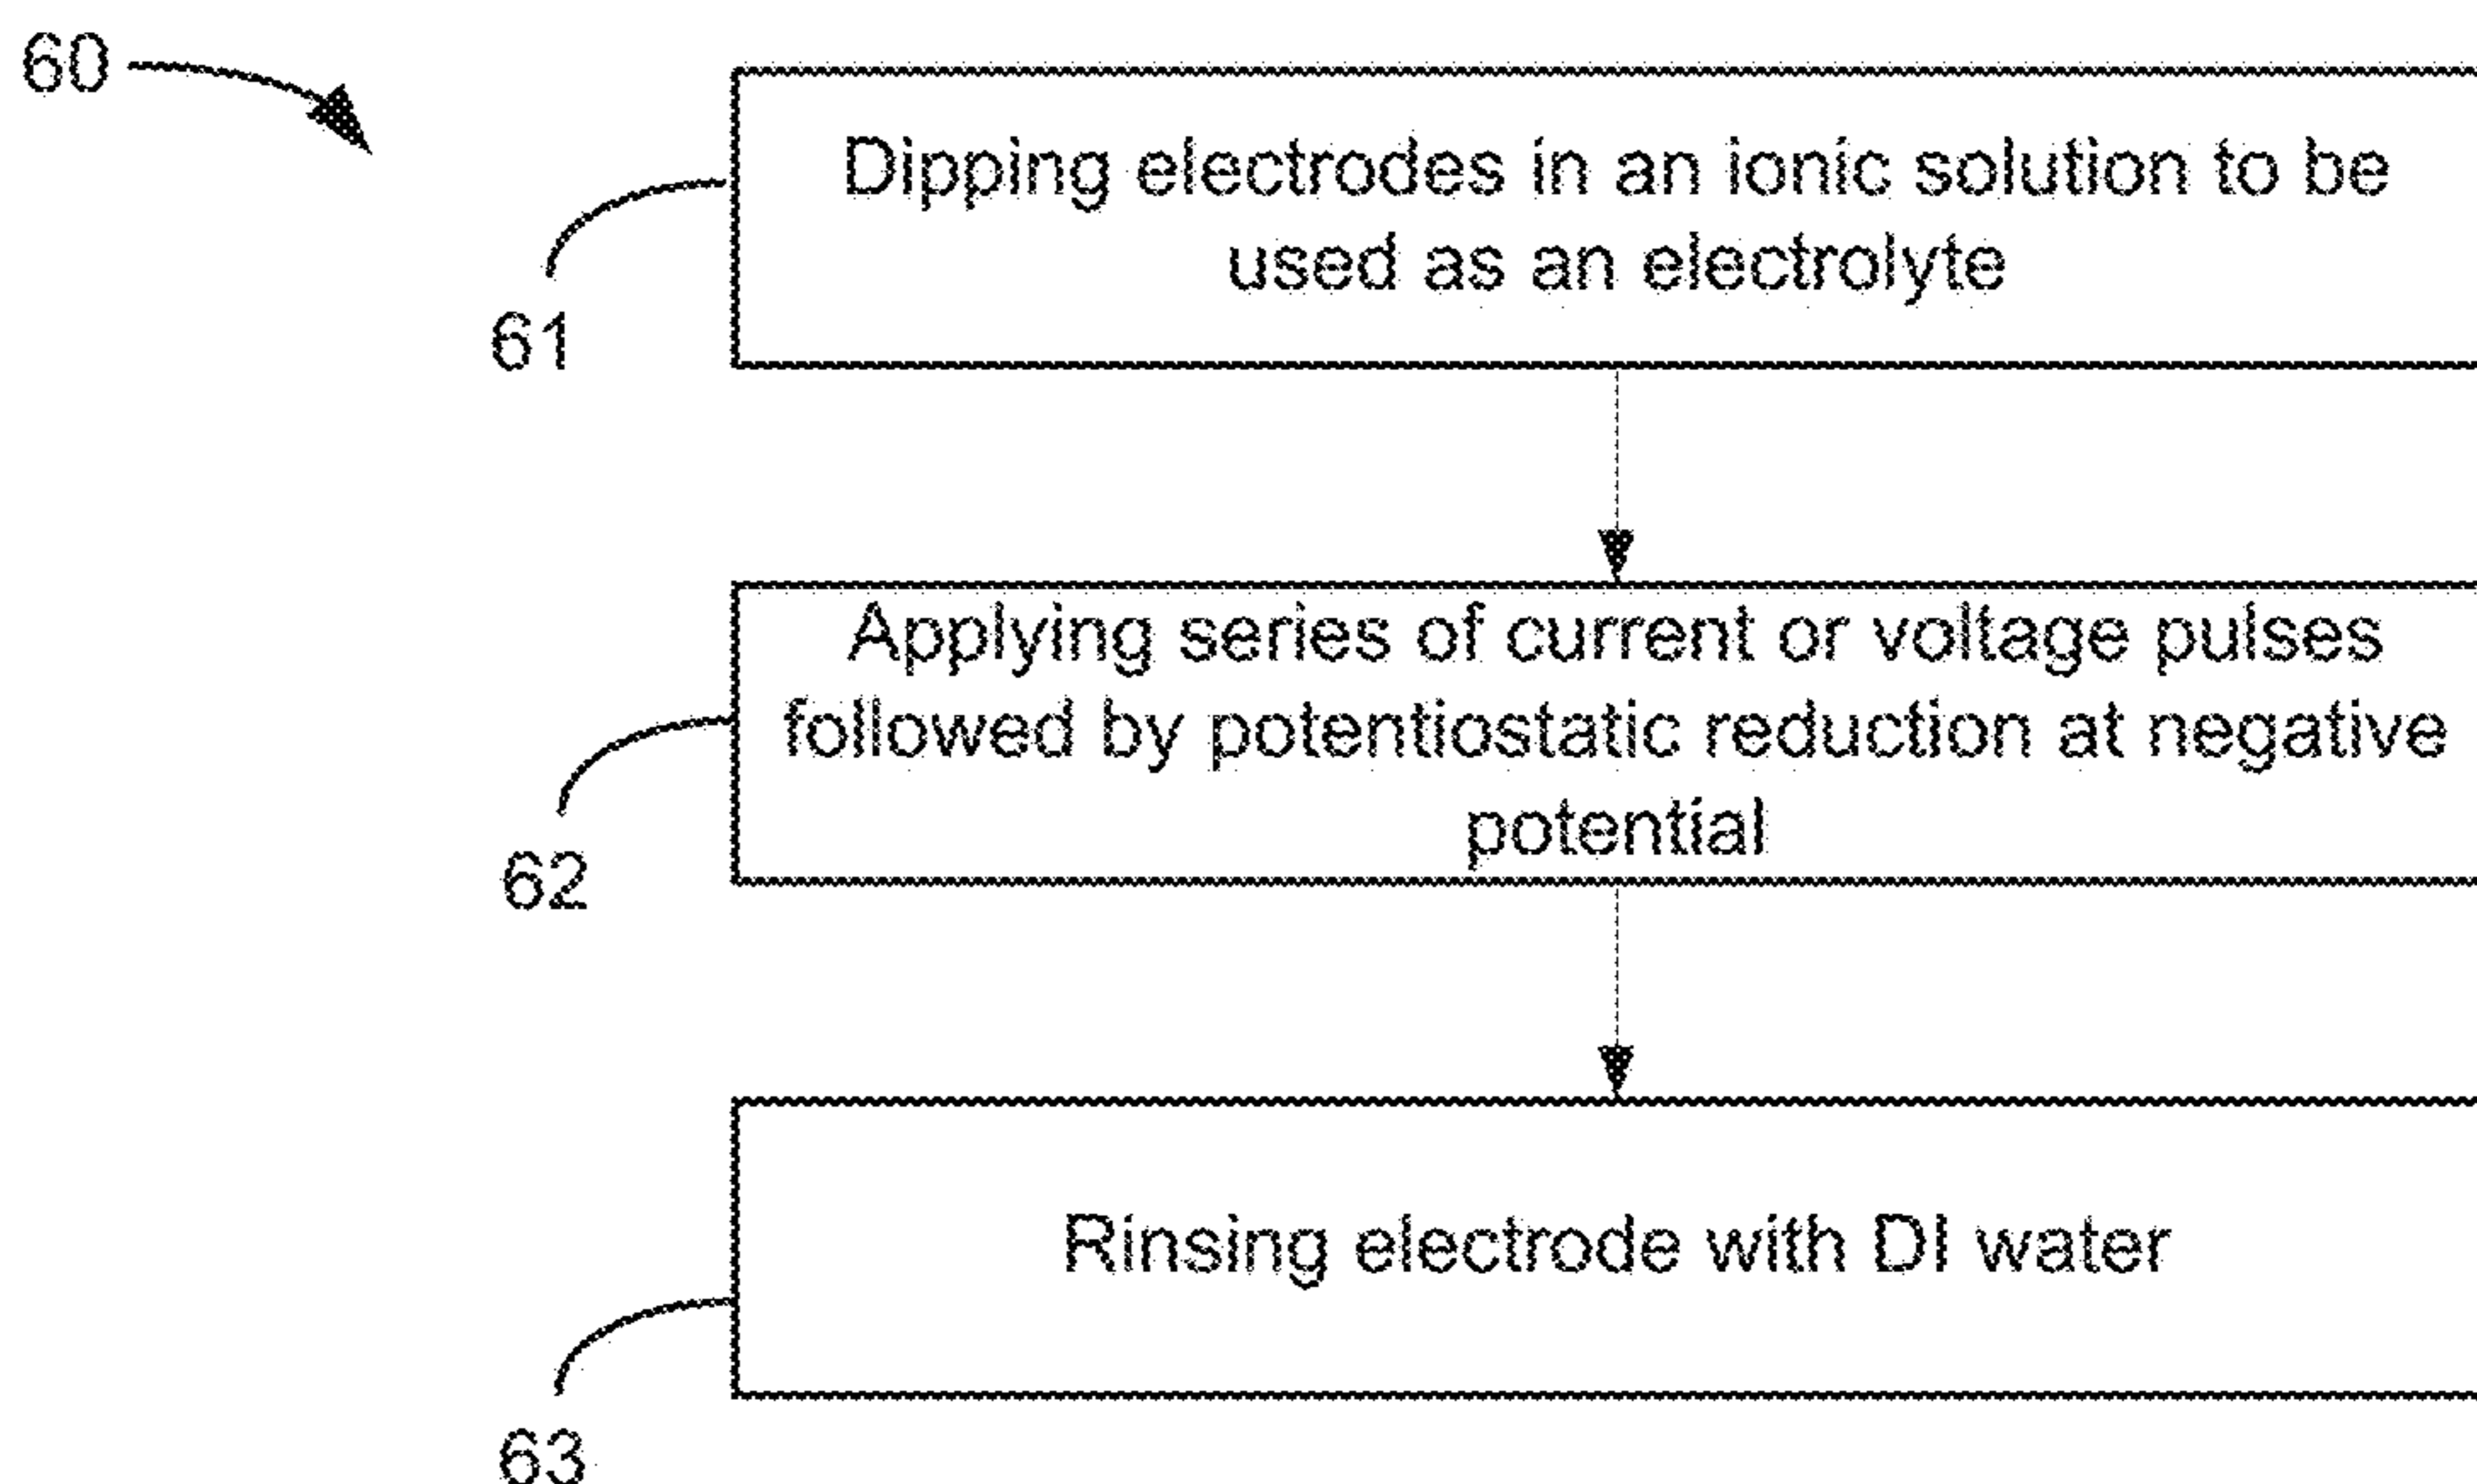 60
Dipping electrodes in an ionic solution to be
used as an electrolyte
61
Applying series of current or voltage pulses
followed by potentiostatic reduction at negative
potential
62
Rinsing electrode with DI water
63